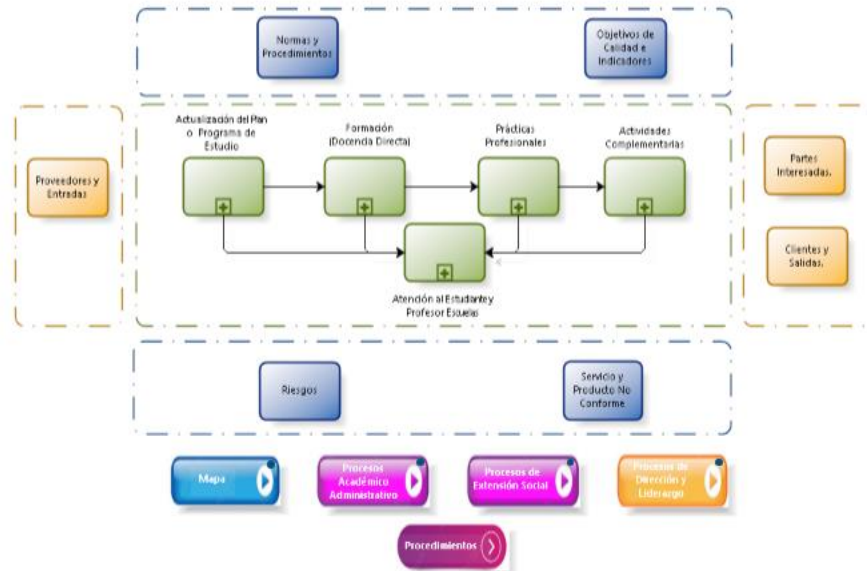 Normas y
Procedimientos
Objetivos de
Calidad e
Indicadores
Actualización del Plan
o Programa de
Estudio
Formación
(Docencia Directa)
Prácticas
Profesionales
Actividades
Complementarias
Proveedores y
Entradas
Partes
Interesadas.
Clientes y
Salidas.
Atención al Estudiante y
Profesor Escuelas
Riesgos
Servicio y
Producto No
Conforme
Mapa
Procesos
Académico
Administrativo
Procesos de
Extensión Social
Procesos de
Dirección y
Liderazgo
Procedimientos